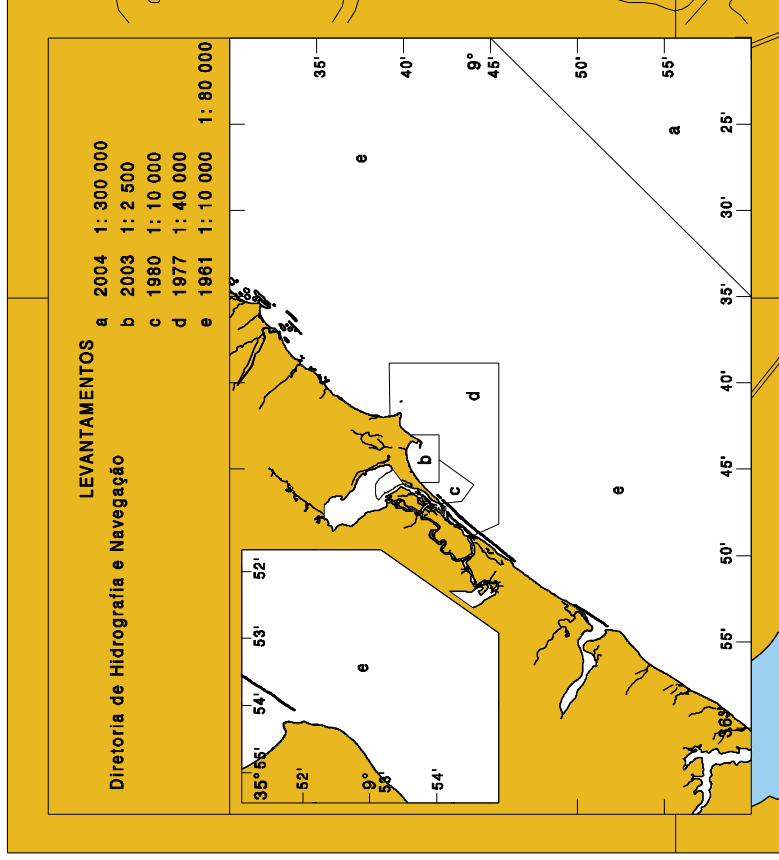 LEVANTAMENTOS
Diretoria de Hidrografia e Navegação
a 2004 1: 300 000
b 2003 1: 2 500
c 1980 1: 10 000
d 1977 1: 40 000
e 1961 1: 10 000 1: 80 000
35'
40'
9°
45'
50'
55'
25'
30'
35'
40'
45'
50'
55'
36°
e
a
d
b
c
e
52'
53'
54'
35° 55'
52'
9°
53'
54'
e